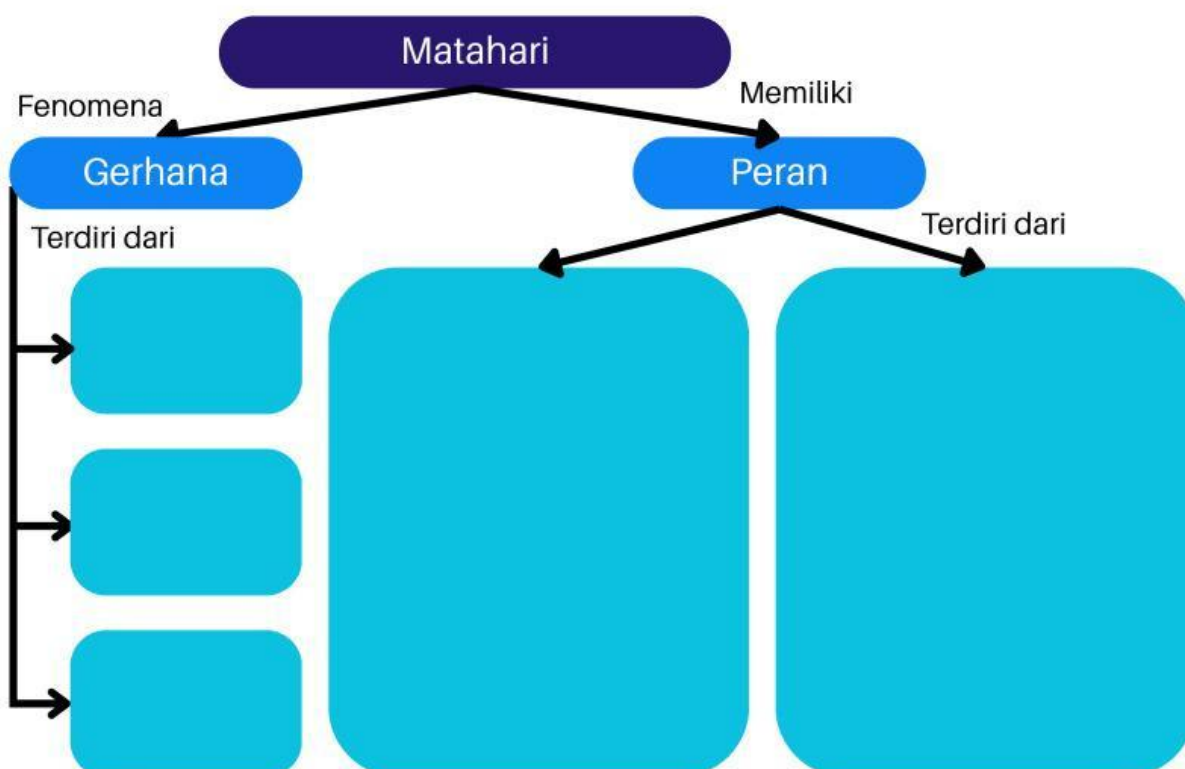 Matahari
Fenomena
Memiliki
Gerhana
Peran
Terdiri dari
Terdiri dari